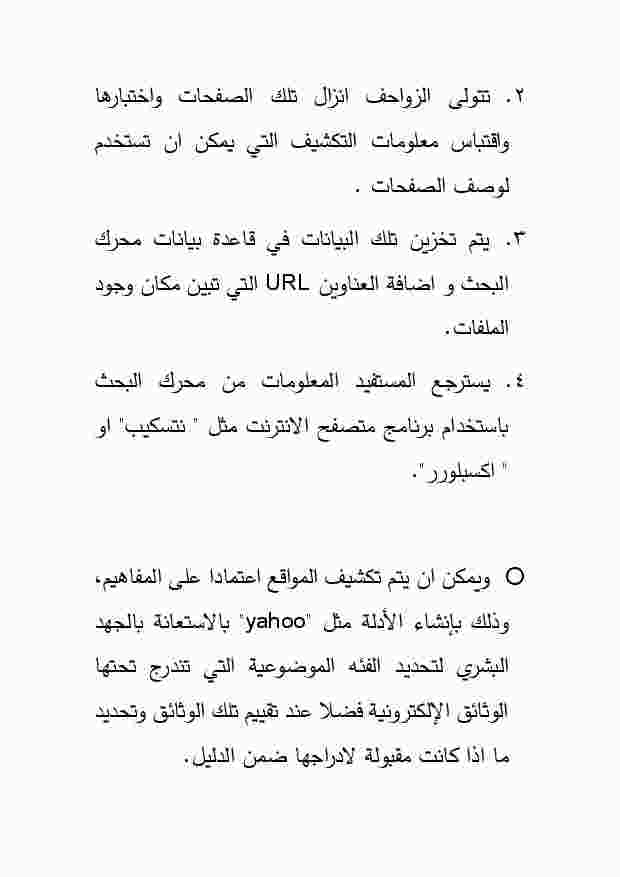 ٢. تتولى الزواحف انزال تلك الصفحات واختبارها
واقتباس معلومات التكشيف التي يمكن ان تستخدم
لوصف الصفحات .
٣. يتم تخزين تلك البيانات في قاعدة بيانات محرك
البحث و اضافة العناوين URL التي تبين مكان وجود
الملفات.
٤. يسترجع المستفيد المعلومات من محرك البحث
باستخدام برنامج متصفح الانترنت مثل " نتسكيب" او
" اكسبلورر".
○ ويمكن ان يتم تكشيف المواقع اعتمادا على المفاهيم،
وذلك بإنشاء الأدلة مثل "yahoo" بالاستعانة بالجهد
البشري لتحديد الفئه الموضوعية التي تندرج تحتها
الوثائق الإلكترونية فضلا عند تقييم تلك الوثائق وتحديد
ما اذا كانت مقبولة لادراجها ضمن الدليل.